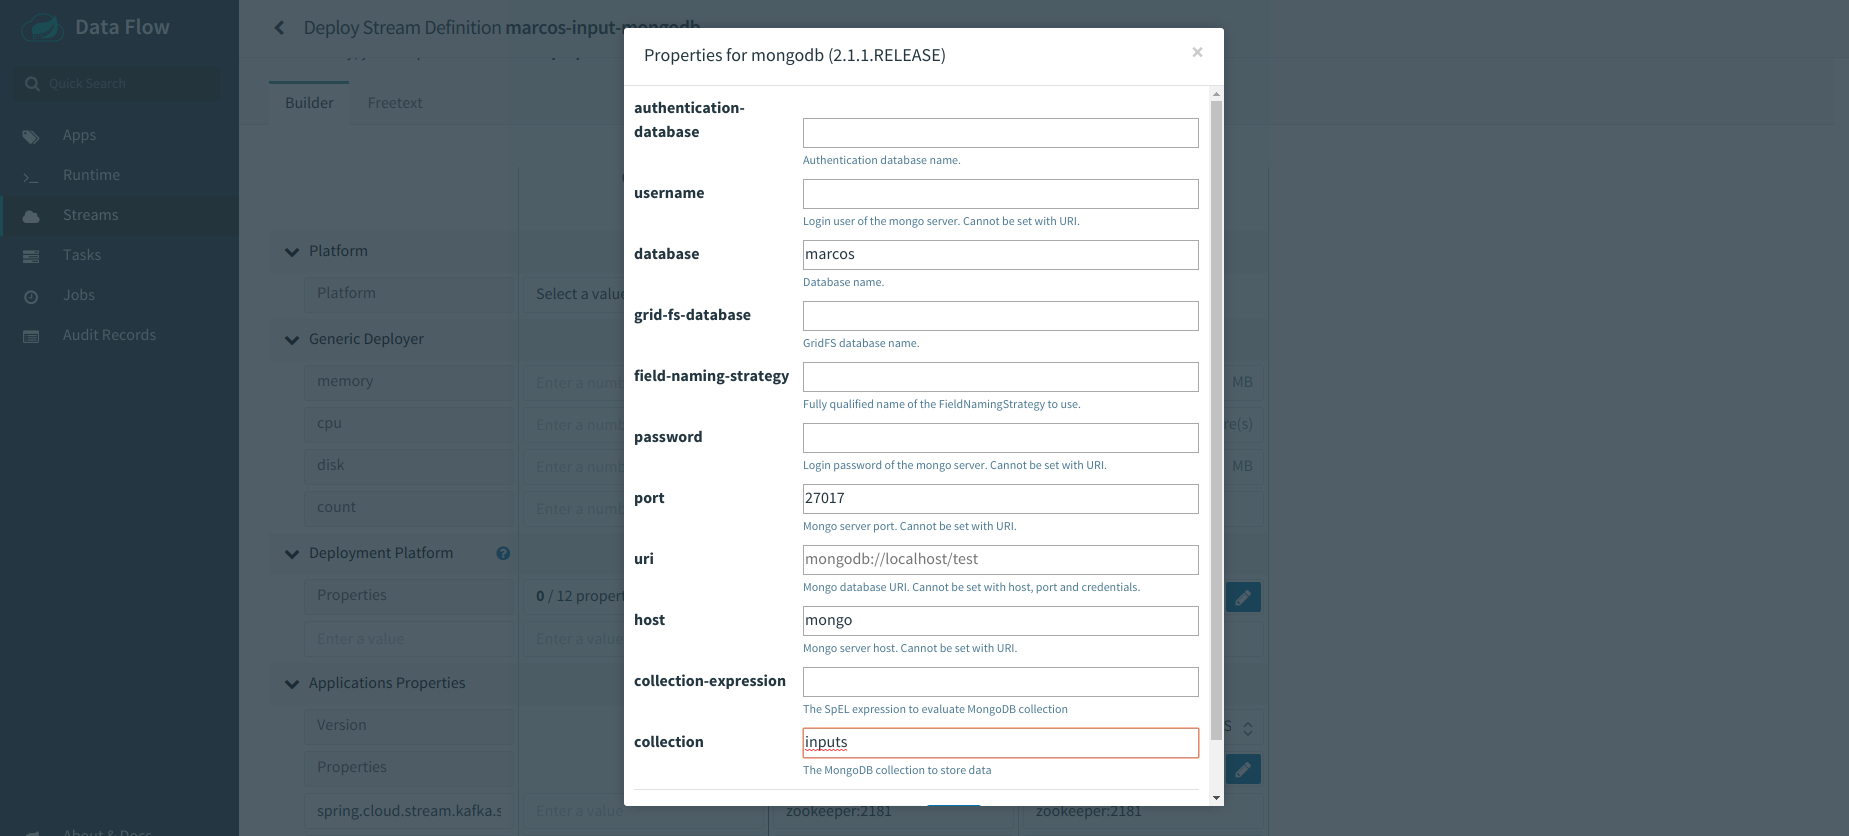 Data Flow
Quick Search
Apps
Runtime
Streams
Tasks
Jobs
Audit Records
Deploy Stream Definition marcos-input-mongodb
Builder
Freetext
Platform
Platform
Select a value
Generic Deployer
memory
Enter a numb
MB
cpu
Enter a numb
re(s)
disk
Enter a numb
MB
count
Enter a numb
Deployment Platform
Properties
0 / 12 propert
Enter a value
Enter a value
Applications Properties
Version
S
Properties
spring.cloud.stream.kafka.s
Enter a value
zookeeper:2181
zookeeper:2181
Properties for mongodb (2.1.1.RELEASE)
×
authentication-
database
Authentication database name.
username
Login user of the mongo server. Cannot be set with URI.
database
marcos
Database name.
grid-fs-database
GridFS database name.
field-naming-strategy
Fully qualified name of the FieldNamingStrategy to use.
password
Login password of the mongo server. Cannot be set with URI.
port
27017
Mongo server port. Cannot be set with URI.
uri
mongodb://localhost/test
Mongo database URI. Cannot be set with host, port and credentials.
host
mongo
Mongo server host. Cannot be set with URI.
collection-expression
The SpEL expression to evaluate MongoDB collection
collection
inputs
The MongoDB collection to store data
About & Docs